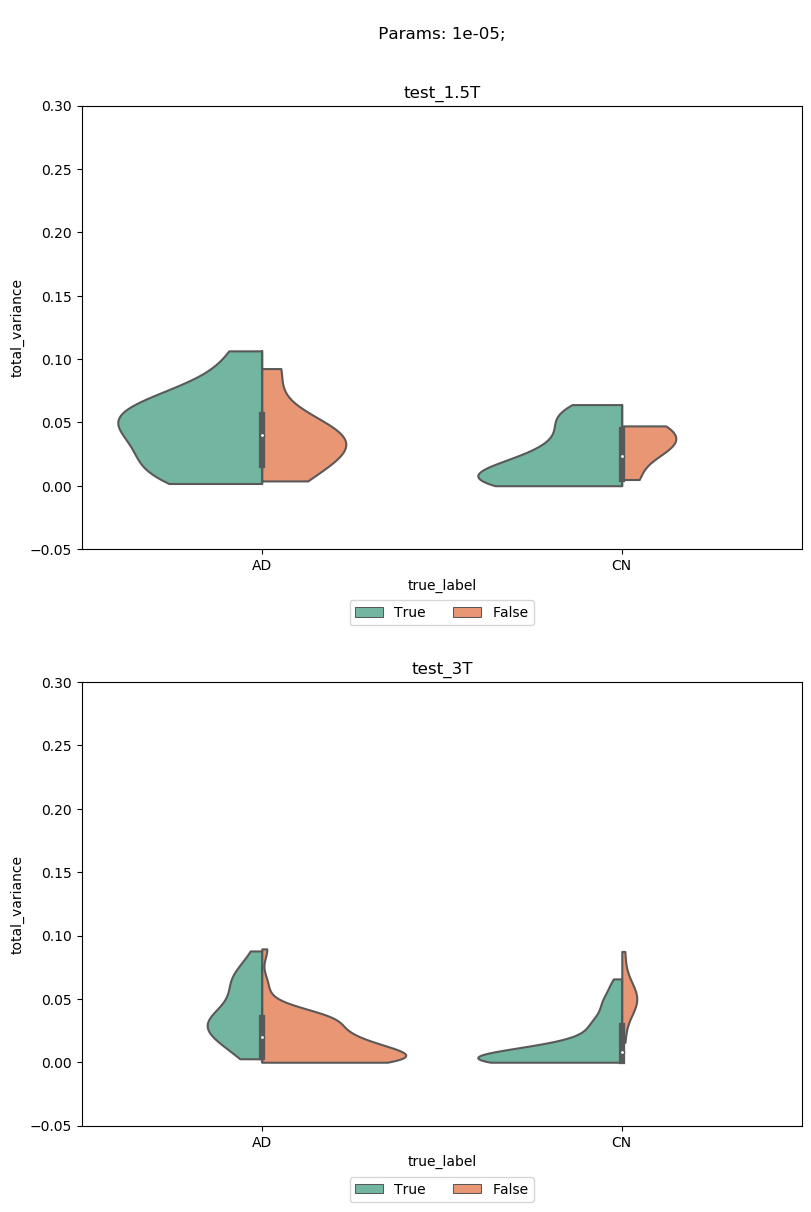 Params: 1e-05;
test_1.5T
0.30
0.25
0.20
0.15
0.10
0.05
0.00
−0.05
total_variance
AD
CN
true_label
True
False
test_3T
0.30
0.25
0.20
0.15
0.10
0.05
0.00
−0.05
total_variance
AD
CN
true_label
True
False